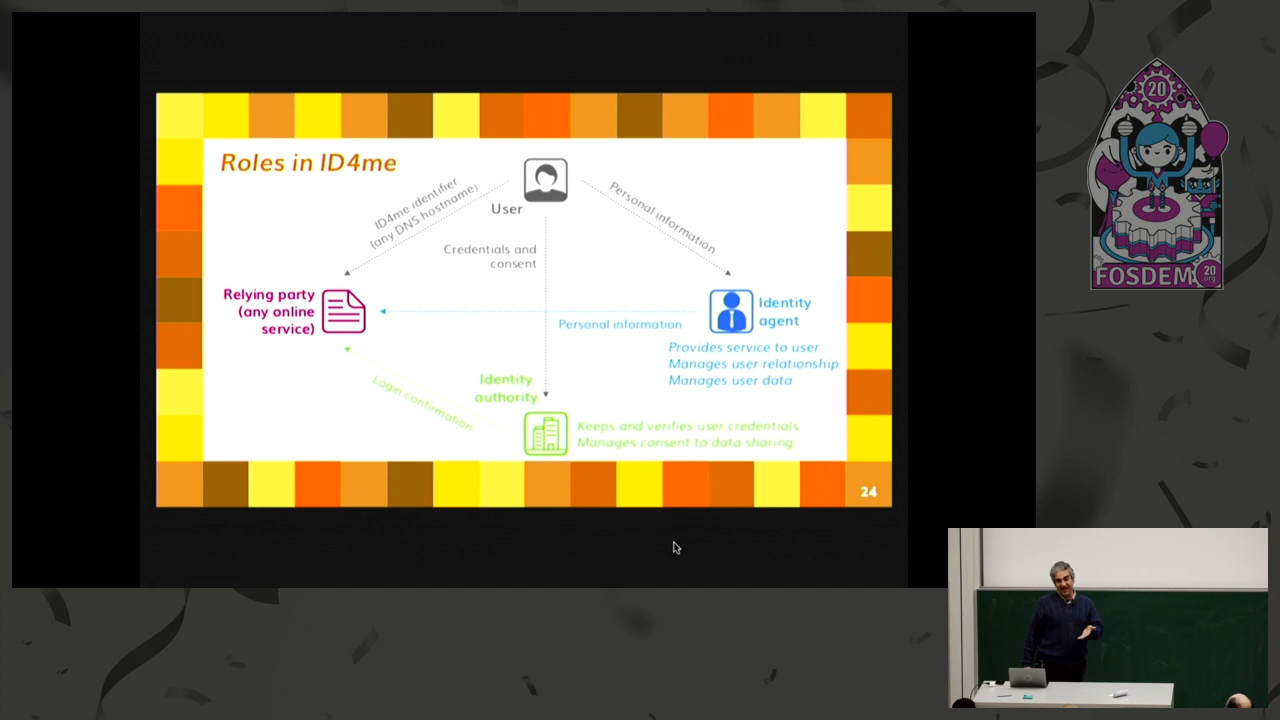 Roles in ID4me
User
ID4me identifier
(any DNS hostname)
Personal information
Credentials and
consent
Relying party
(any online
service)
Identity
agent
Personal information
Provides service to user
Manages user relationship
Manages user data
Login confirmation
Identity
authority
Keeps and verifies user credentials
Manages consent to data sharing
24
20
FOSDEM
20
.org